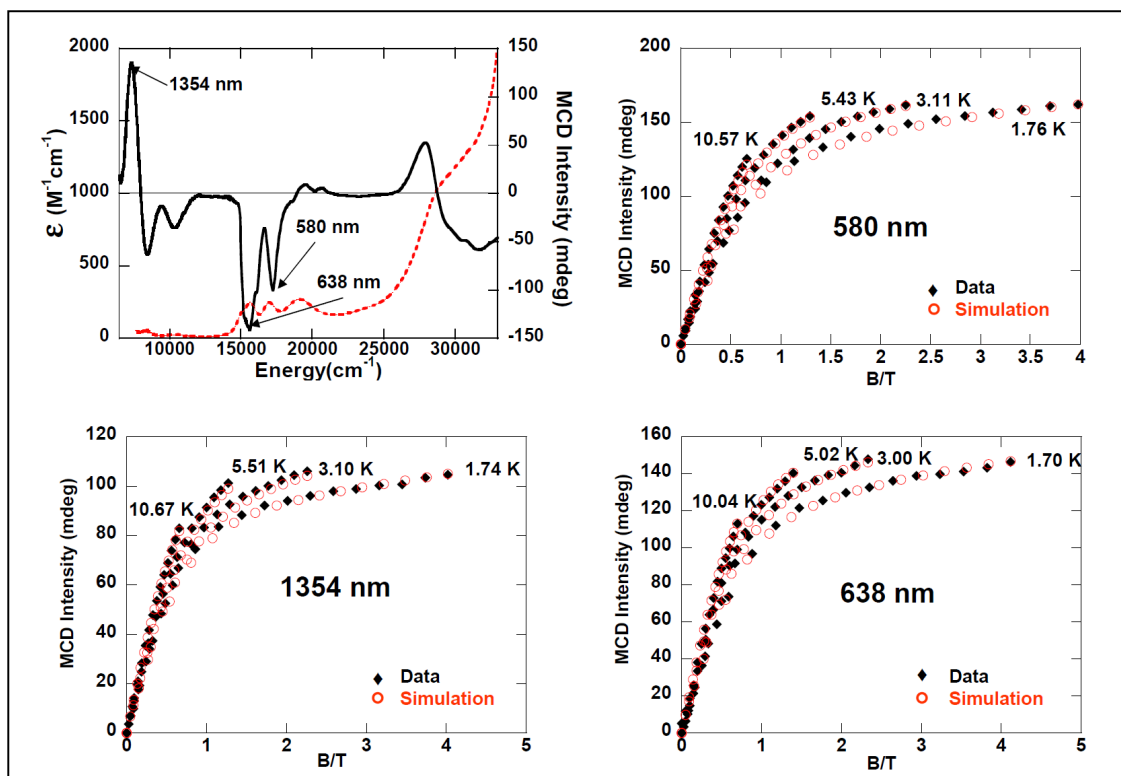 2000
1500
1000
500
0
ε (M⁻¹cm⁻¹)
1354 nm
580 nm
638 nm
150
100
50
0
-50
-100
-150
MCD Intensity (mdeg)
10000 15000 20000 25000 30000
Energy(cm⁻¹)
200
150
100
50
0
MCD Intensity (mdeg)
5.43 K
3.11 K
10.57 K
1.76 K
580 nm
Data
Simulation
0 0.5 1 1.5 2 2.5 3 3.5 4
B/T
120
100
80
60
40
20
0
MCD Intensity (mdeg)
5.51 K
3.10 K
1.74 K
10.67 K
1354 nm
Data
Simulation
0 1 2 3 4 5
B/T
160
140
120
100
80
60
40
20
0
MCD Intensity (mdeg)
5.02 K
3.00 K
1.70 K
10.04 K
638 nm
Data
Simulation
0 1 2 3 4 5
B/T